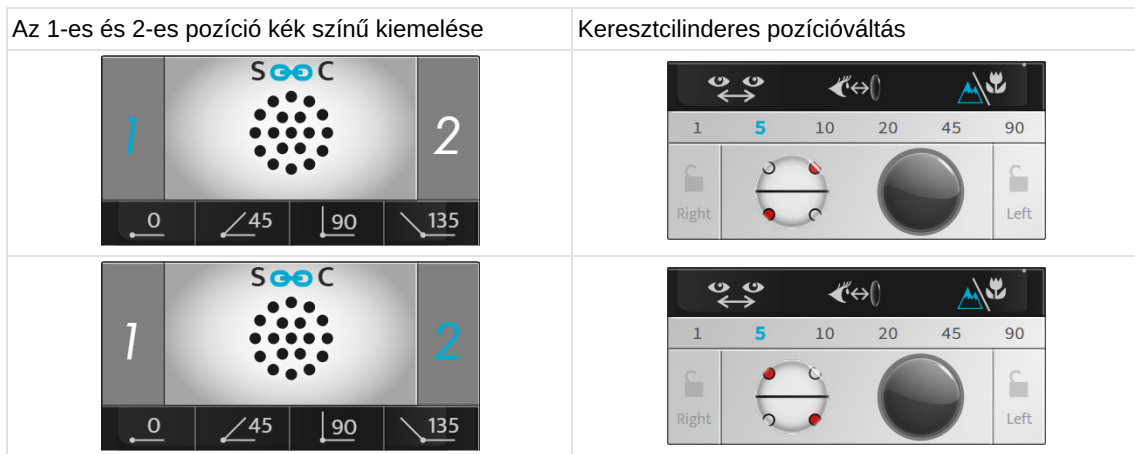 Az 1-es és 2-es pozíció kék színű kiemelése
Keresztcilinderes pozícióváltás
S C
1 2
0 45 90 135
1 5 10 20 45 90
Right Left
S C
1 2
0 45 90 135
1 5 10 20 45 90
Right Left